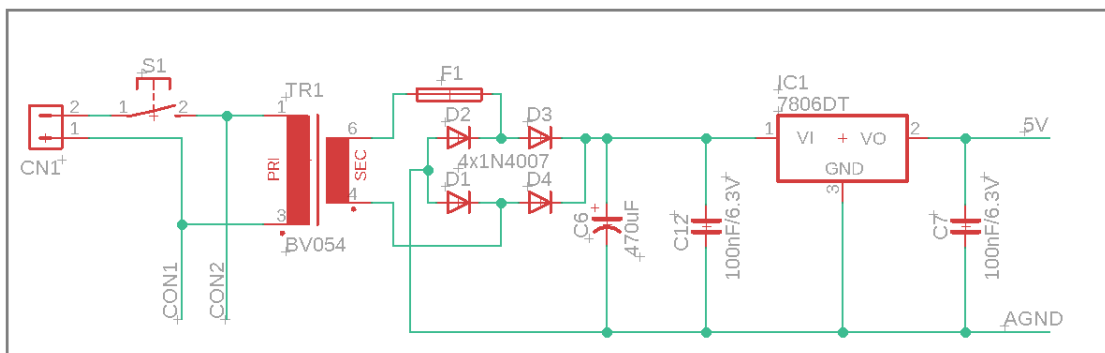 S1
2
1
1
2
CN1
TR1
1
3
PRI
SEC
6
4
BV054
CON1
CON2
F1
D2
D3
4x1N4007
D1
D4
C6
470uF
C12
100nF/6.3V
IC1
7806DT
1
VI
VO
2
GND
3
C7
100nF/6.3V
5V
AGND